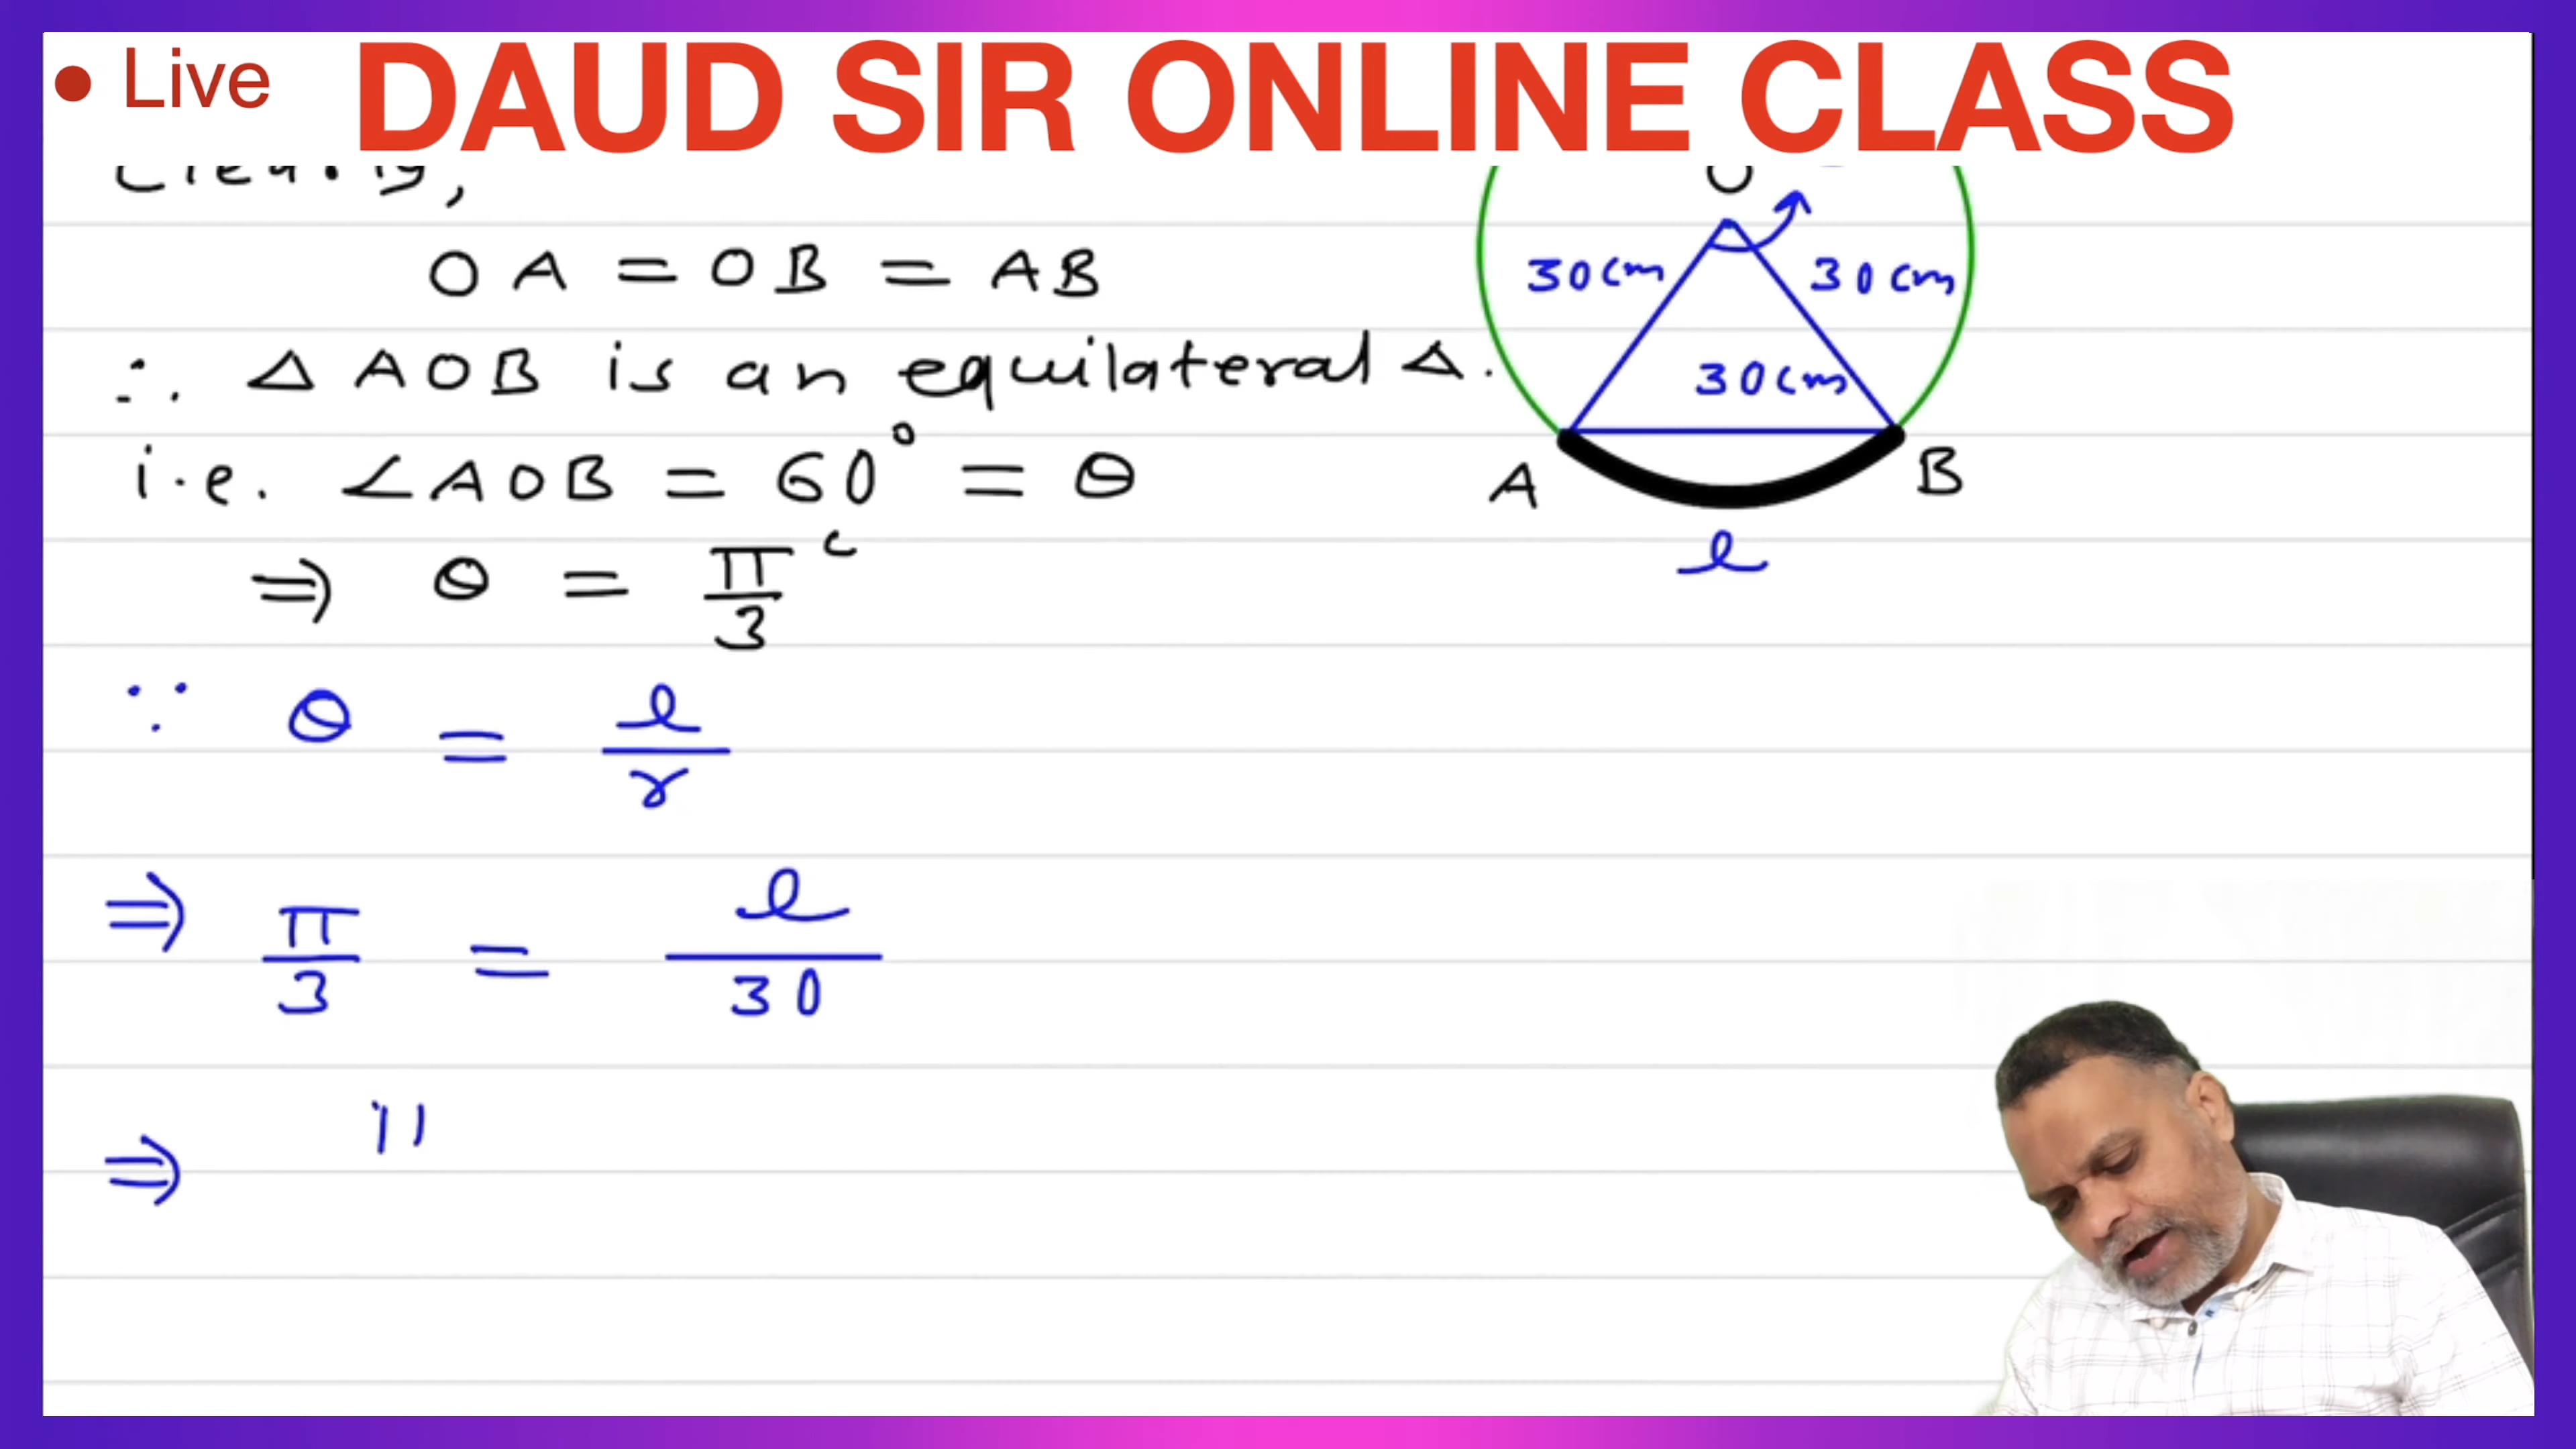 • Live DAUD SIR ONLINE CLASS
OA = OB = AB
∴ △AOB is an equilateral △.
i.e. ∠AOB = 60° = θ
⇒ θ = π/3 ᶜ
∵ θ = l/r
⇒ π/3 = l/30
⇒
O
30cm 30cm
30cm
A B
l